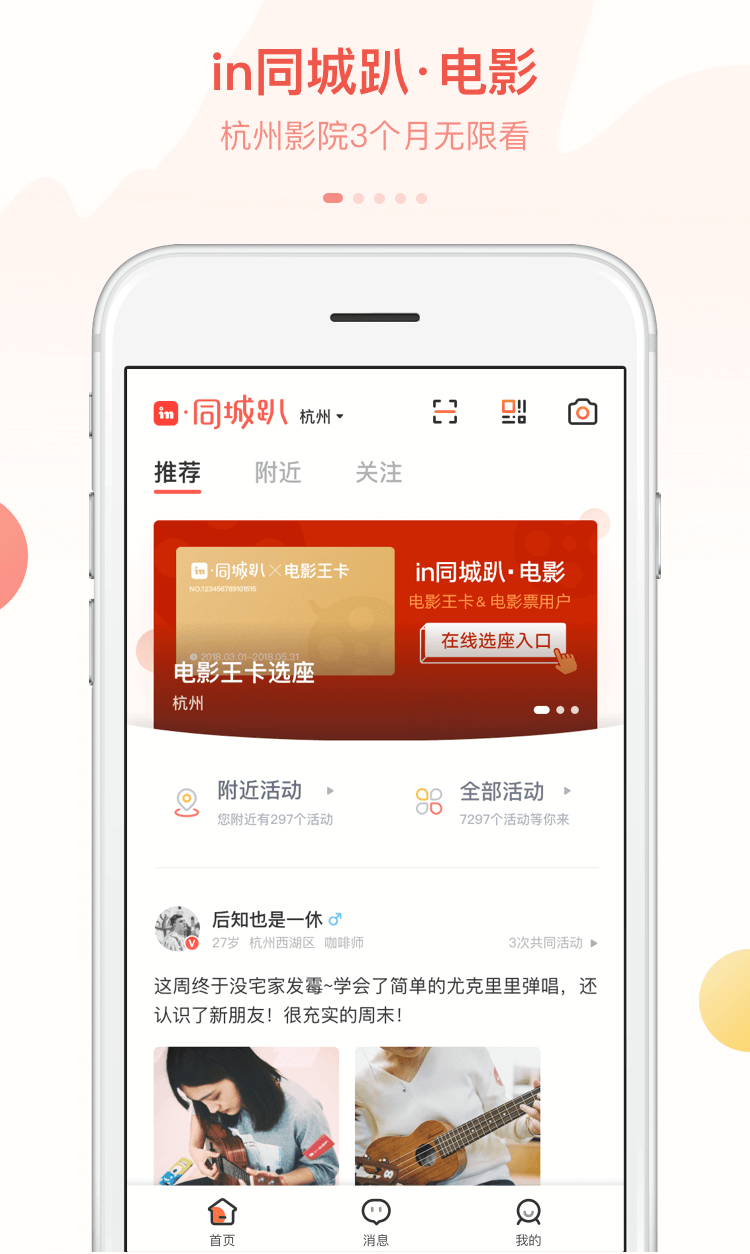 in同城趴·电影
杭州影院3个月无限看
in·同城趴 杭州
推荐 附近 关注
in·同城趴×电影王卡
NO.123456789101515
2018.03.01-2018.05.31
电影王卡选座
杭州
in同城趴·电影
电影王卡&电影票用户
在线选座入口
附近活动
您附近有297个活动
全部活动
7297个活动等你来
后知也是一休
V
27岁 杭州西湖区 咖啡师
3次共同活动
这周终于没宅家发霉~学会了简单的尤克里里弹唱，还
认识了新朋友！很充实的周末！
首页 消息 我的